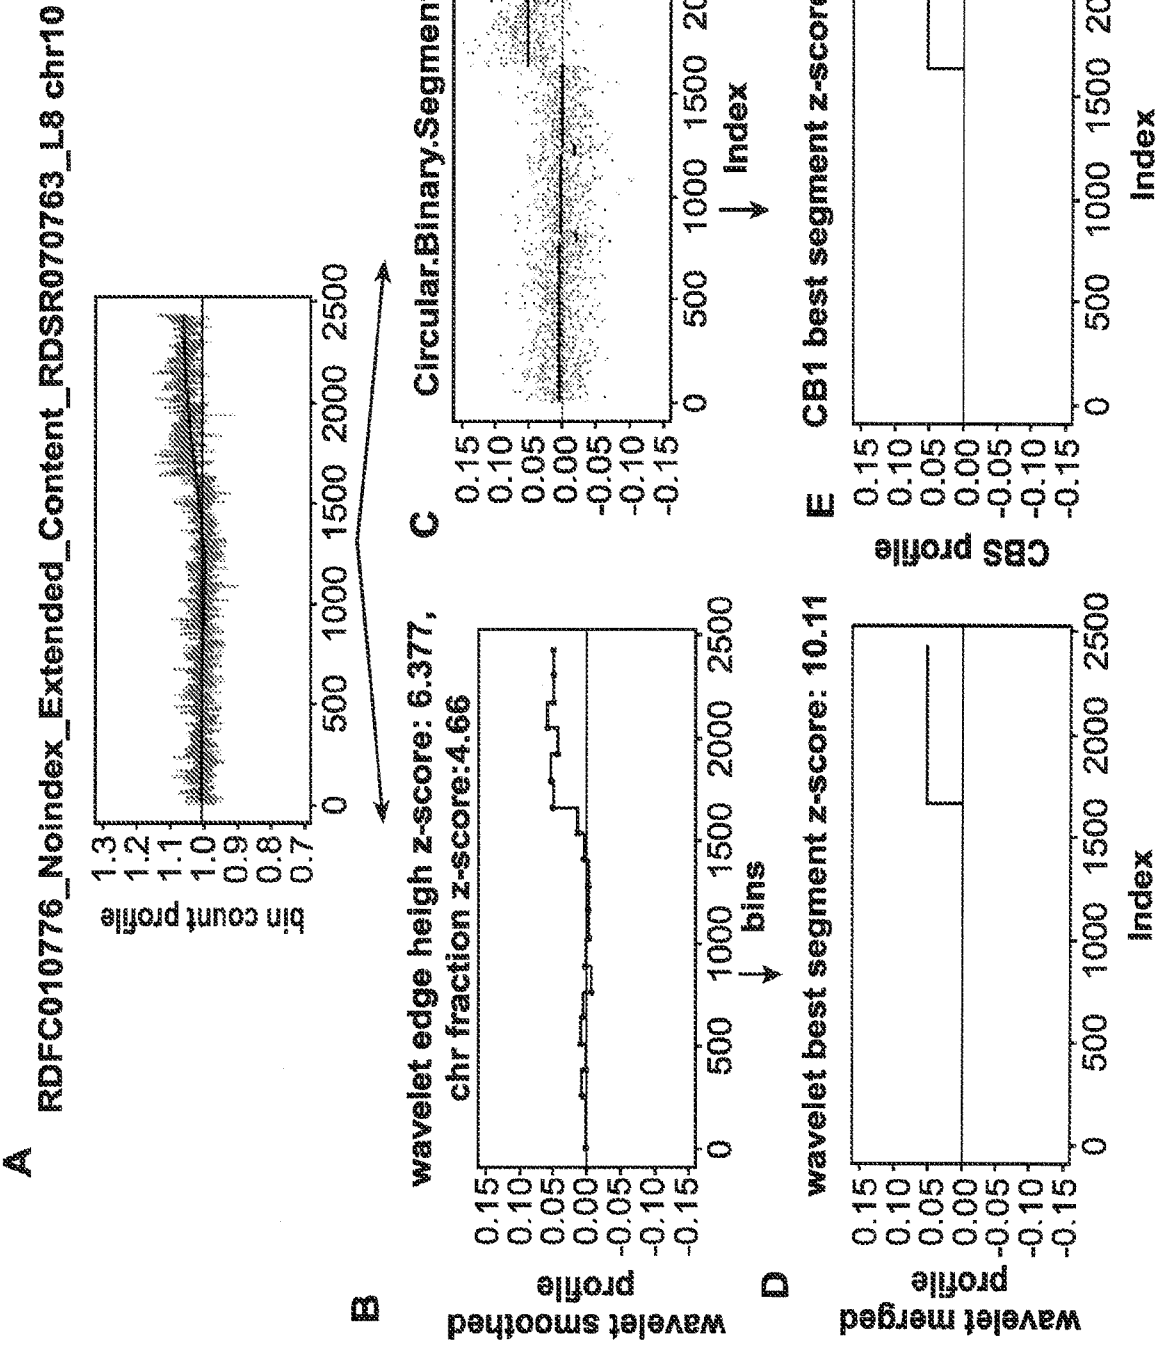 A
RDFC010776_Noindex_Extended_Content_RDSR070763_L8 chr10
bin count profile
1.3
1.2
1.1
1.0
0.9
0.8
0.7
0 500 1000 1500 2000 2500
B
wavelet edge heigh z-score: 6.377,
chr fraction z-score:4.66
wavelet smoothed
profile
0.15
0.10
0.05
0.00
-0.05
-0.10
-0.15
0 500 1000 1500 2000 2500
bins
C
Circular.Binary.Segment
0.15
0.10
0.05
0.00
-0.05
-0.10
-0.15
0 500 1000 1500 20
Index
D
wavelet best segment z-score: 10.11
wavelet merged
profile
0.15
0.10
0.05
0.00
-0.05
-0.10
-0.15
0 500 1000 1500 2000 2500
Index
E
CB1 best segment z-score
CBS profile
0.15
0.10
0.05
0.00
-0.05
-0.10
-0.15
0 500 1000 1500 20
Index